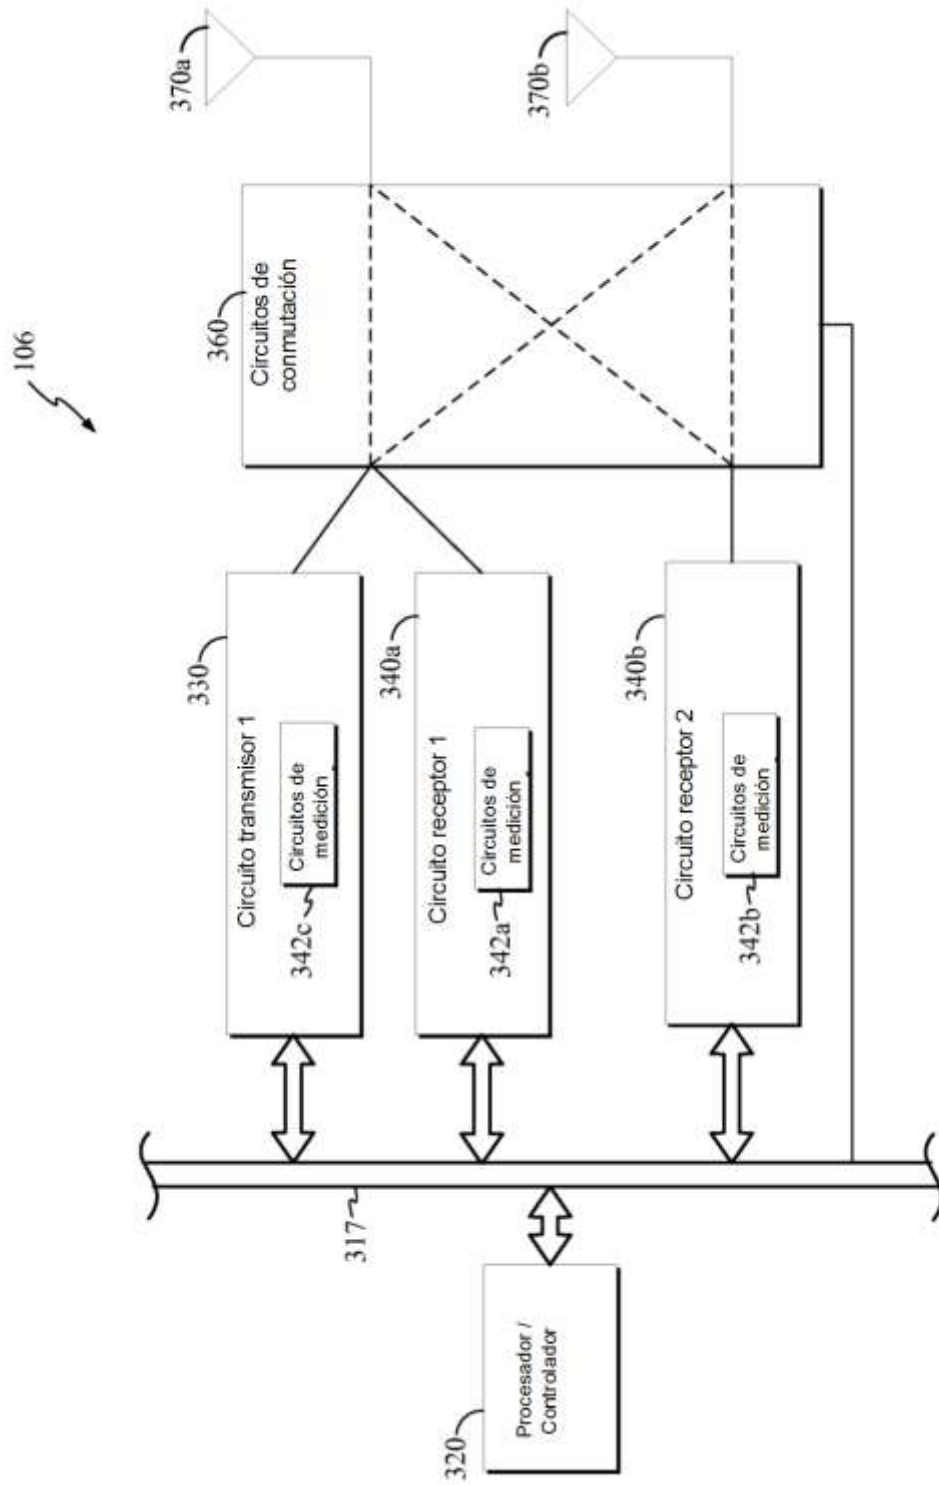 106
370a
370b
360
Circuitos de
conmutación
330
Circuito transmisor 1
Circuitos de
medición
342c
340a
Circuito receptor 1
Circuitos de
medición
342a
340b
Circuito receptor 2
Circuitos de
medición
342b
317
320
Procesador /
Controlador